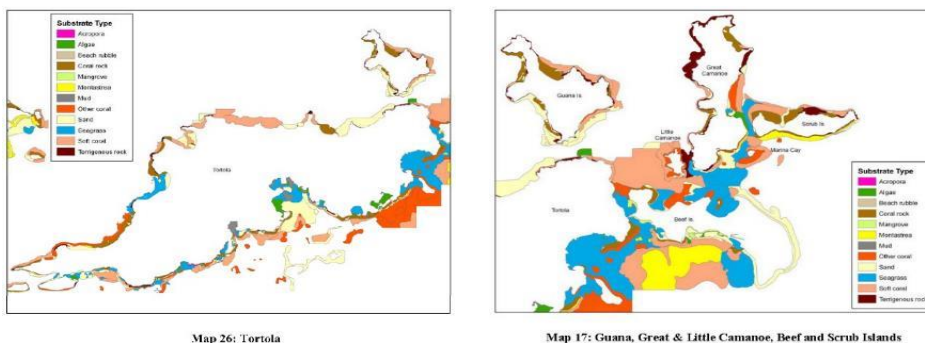 Substrate Type
Acropora
Algae
Beach rubble
Coral rock
Mangrove
Montastrea
Mud
Other coral
Sand
Seagrass
Soft coral
Terrigenous rock
Tortola
Map 26: Tortola
Great
Camanoe
Guana Is.
Scrub Is.
Little
Camanoe
Marina Cay
Tortola
Beef Is.
Substrate Type
Acropora
Algae
Beach rubble
Coral rock
Mangrove
Montastrea
Mud
Other coral
Sand
Seagrass
Soft coral
Terrigenous rock
Map 17: Guana, Great & Little Camanoe, Beef and Scrub Islands